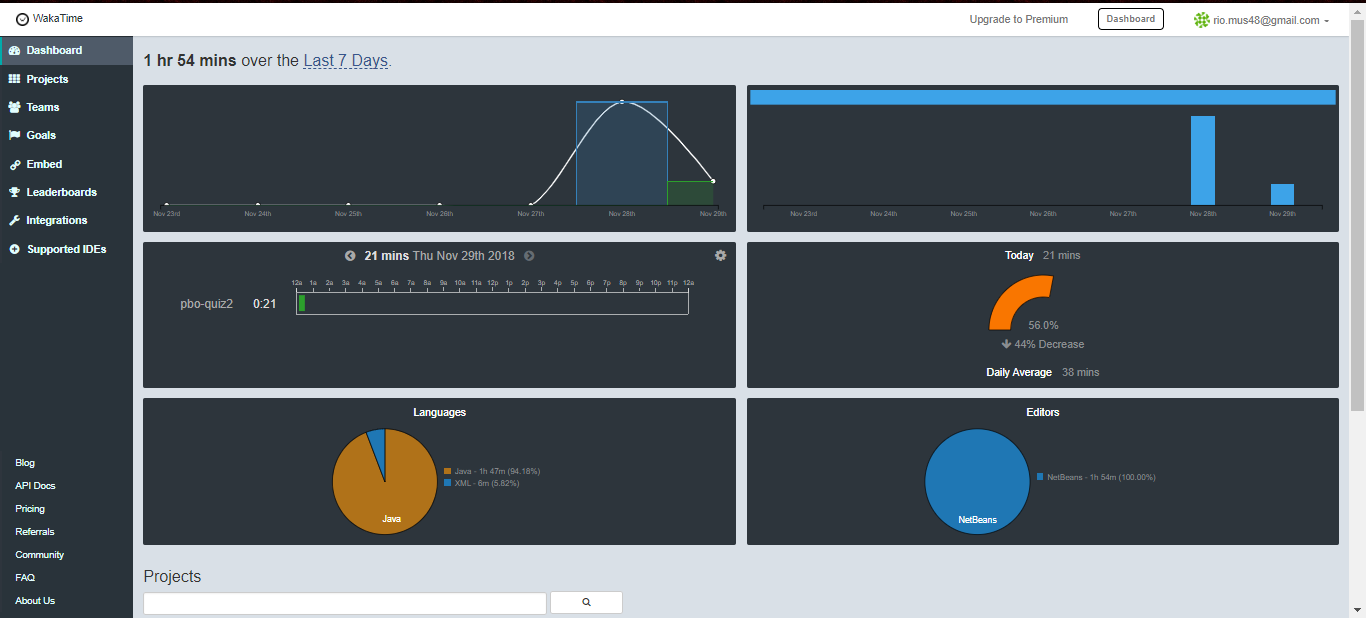 WakaTime
Upgrade to Premium
Dashboard
rio.mus48@gmail.com
Dashboard
Projects
Teams
Goals
Embed
Leaderboards
Integrations
Supported IDEs
Blog
API Docs
Pricing
Referrals
Community
FAQ
About Us
1 hr 54 mins over the Last 7 Days.
Nov 23rd Nov 24th Nov 25th Nov 26th Nov 27th Nov 28th Nov 29th
Nov 23rd Nov 24th Nov 25th Nov 26th Nov 27th Nov 28th Nov 29th
21 mins Thu Nov 29th 2018
12a 1a 2a 3a 4a 5a 6a 7a 8a 9a 10a 11a 12p 1p 2p 3p 4p 5p 6p 7p 8p 9p 10p 11p 12a
pbo-quiz2 0:21
Today 21 mins
56.0%
44% Decrease
Daily Average 38 mins
Languages
Java - 1h 47m (94.18%)
XML - 6m (5.82%)
Java
Editors
NetBeans - 1h 54m (100.00%)
NetBeans
Projects